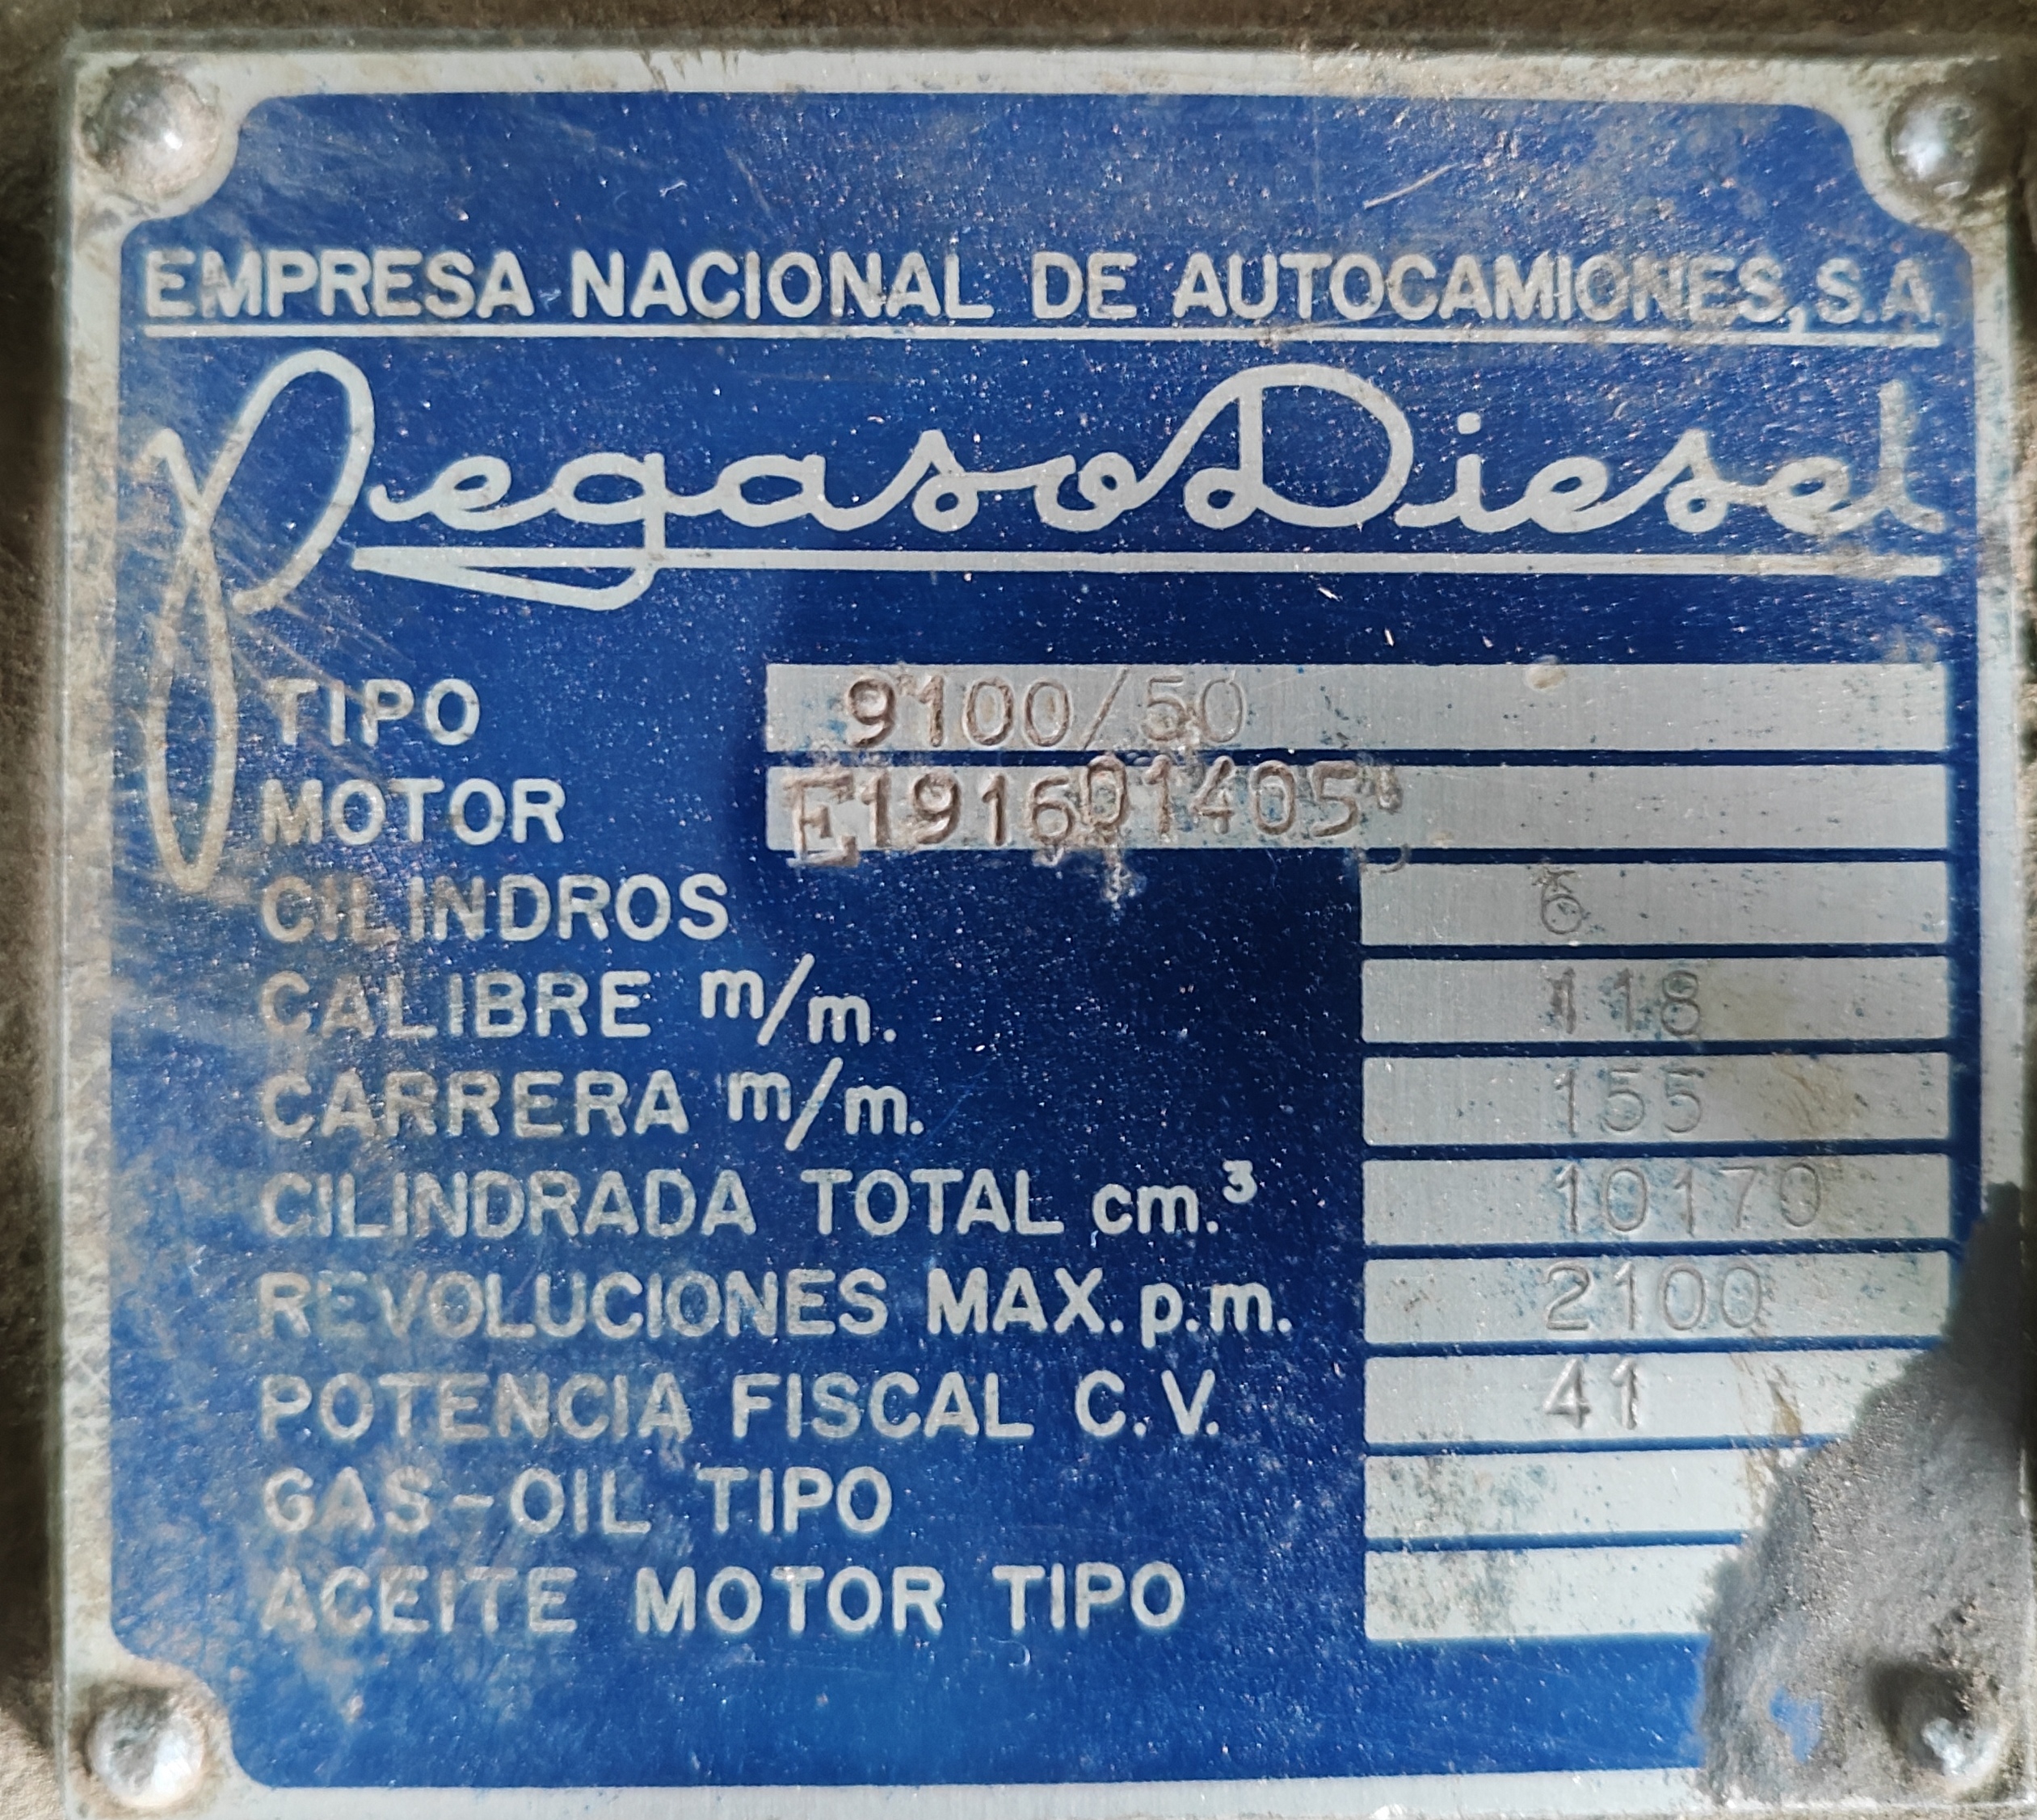 EMPRESA NACIONAL DE AUTOCAMIONES, S.A.
Pegaso Diesel
TIPO 9100/50
MOTOR E191601405
CILINDROS 6
CALIBRE m/m. 118
CARRERA m/m. 155
CILINDRADA TOTAL cm.³ 10170
REVOLUCIONES MAX. p.m. 2100
POTENCIA FISCAL C.V. 41
GAS-OIL TIPO
ACEITE MOTOR TIPO